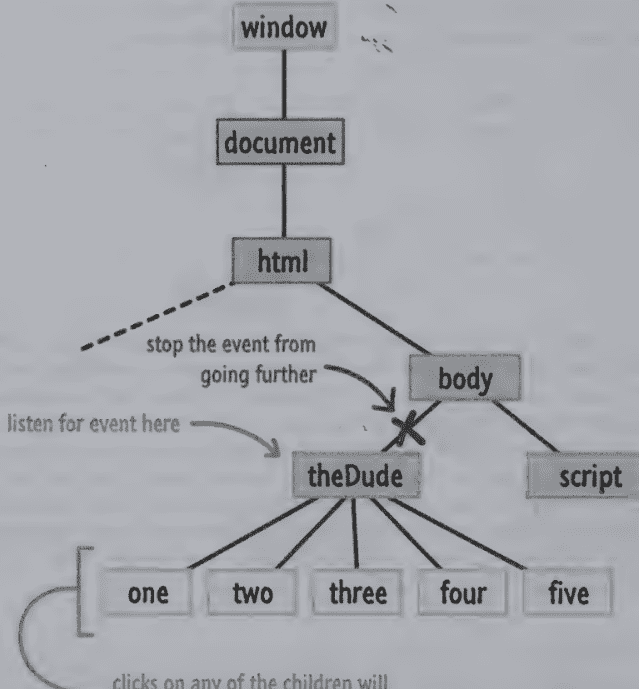 window
document
html
stop the event from
going further
body
listen for event here
theDude
script
one
two
three
four
five
clicks on any of the children will